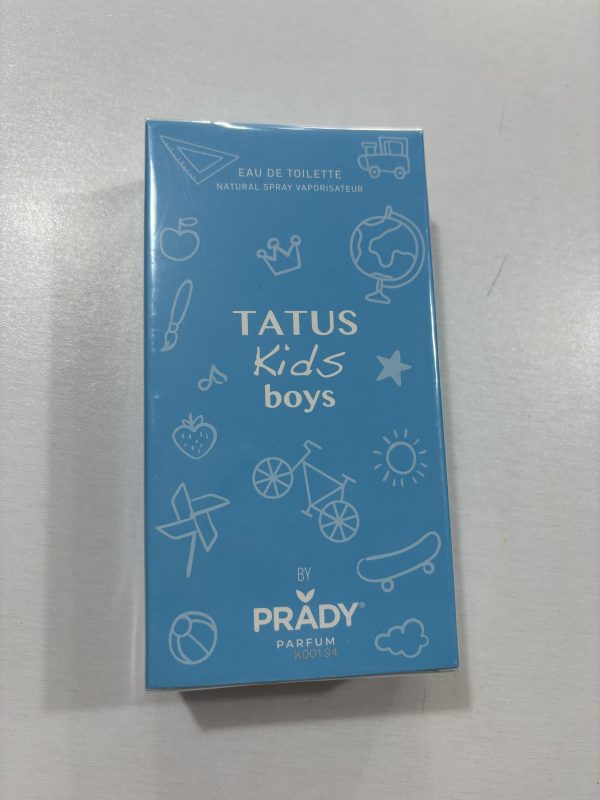 EAU DE TOILETTE
NATURAL SPRAY VAPORISATEUR
TATUS
Kids
boys
BY
PRADY®
PARFUM
K00194